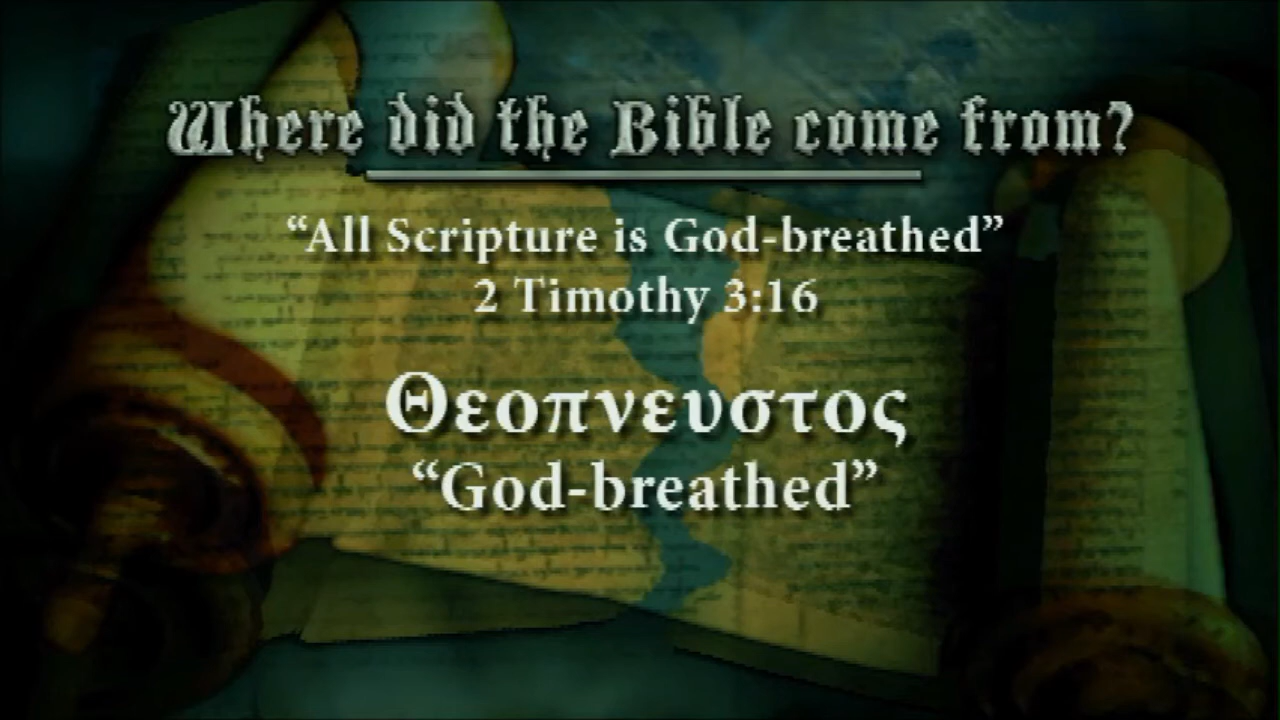 Where did the Bible come from?
“All Scripture is God-breathed”
2 Timothy 3:16
Θεοπνευστος
“God-breathed”